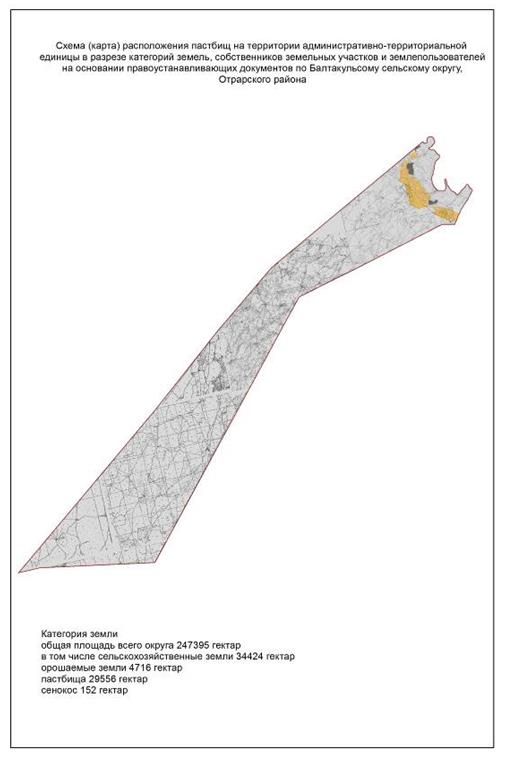 Схема (карта) расположения пастбищ на территории административно-территориальной
единицы в разрезе категорий земель, собственников земельных участков и землепользователей
на основании правоустанавливающих документов по Балтакульсому сельскому округу,
Отрарского района
Категория земли
общая площадь всего округа 247395 гектар
в том числе сельскохозяйственные земли 34424 гектар
орошаемые земли 4716 гектар
пастбища 29556 гектар
сенокос 152 гектар